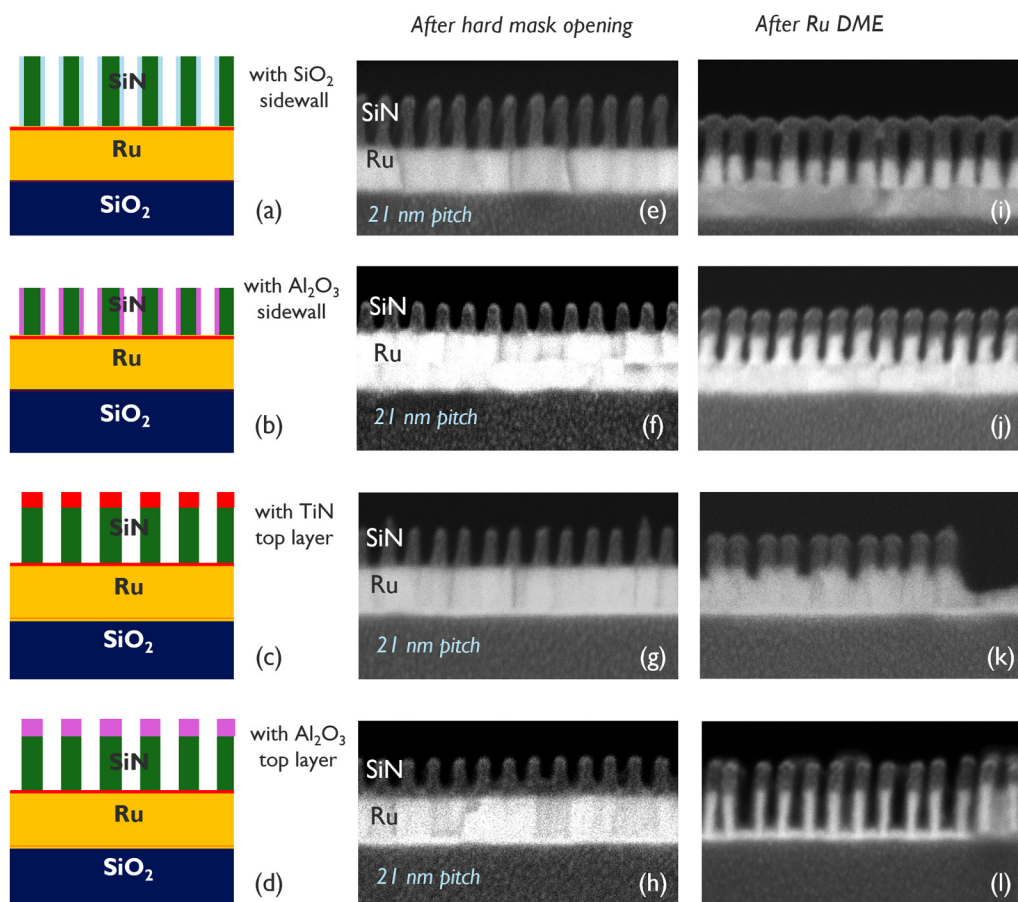 After hard mask opening
After Ru DME
SiN
Ru
SiO₂
with SiO₂
sidewall
(a)
SiN
Ru
21 nm pitch
(e)
(i)
SiN
Ru
SiO₂
with Al₂O₃
sidewall
(b)
SiN
Ru
21 nm pitch
(f)
(j)
SiN
Ru
SiO₂
with TiN
top layer
(c)
SiN
Ru
21 nm pitch
(g)
(k)
SiN
Ru
SiO₂
with Al₂O₃
top layer
(d)
SiN
Ru
21 nm pitch
(h)
(l)